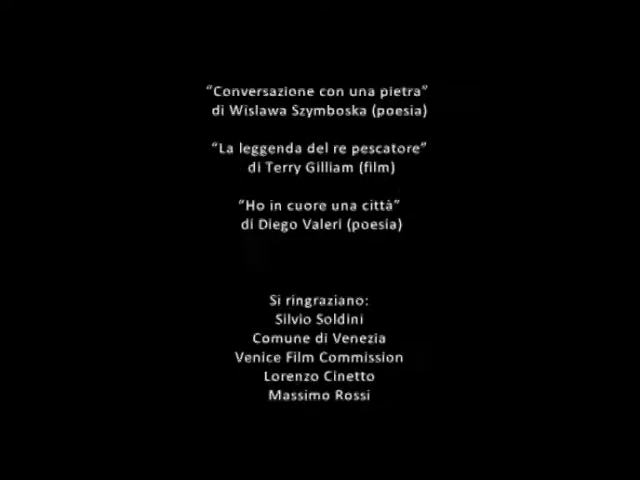 “Conversazione con una pietra”
di Wislawa Szymboska (poesia)
“La leggenda del re pescatore”
di Terry Gilliam (film)
“Ho in cuore una città”
di Diego Valeri (poesia)
Si ringraziano:
Silvio Soldini
Comune di Venezia
Venice Film Commission
Lorenzo Cinetto
Massimo Rossi